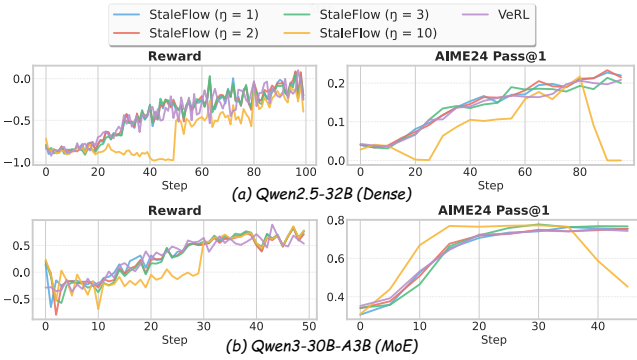 StaleFlow (η = 1) StaleFlow (η = 3) VeRL
StaleFlow (η = 2) StaleFlow (η = 10)
Reward AIME24 Pass@1
0.0 0.2
−0.5 0.1
−1.0 0.0
0 20 40 60 80 100 0 20 40 60 80
Step Step
(a) Qwen2.5-32B (Dense)
Reward AIME24 Pass@1
0.8
0.5
0.6
0.0
−0.5 0.4
0 10 20 30 40 50 0 10 20 30 40
Step Step
(b) Qwen3-30B-A3B (MoE)